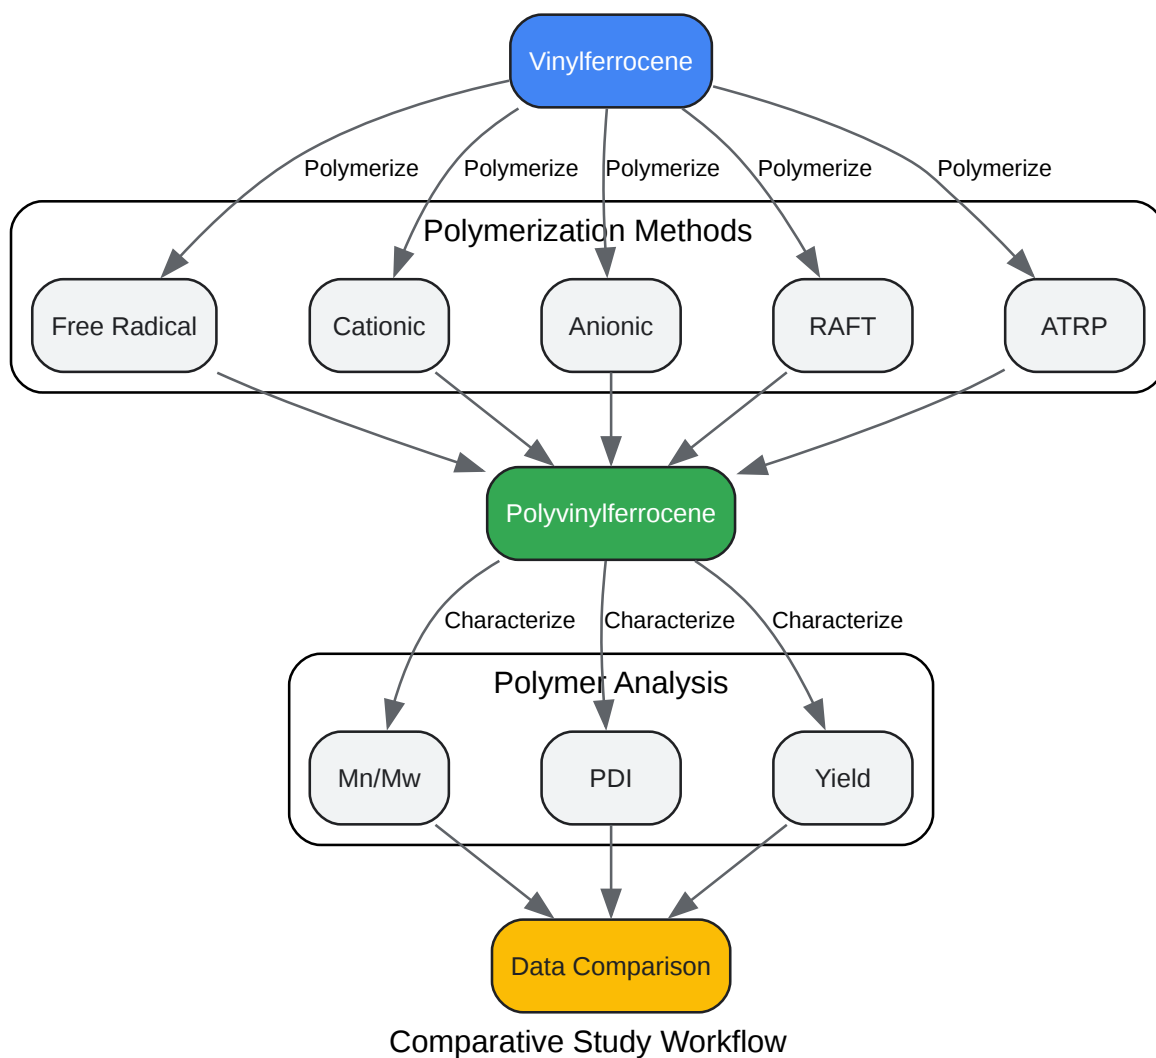 Vinylferrocene
Polymerize Polymerize Polymerize Polymerize Polymerize
Polymerization Methods
Free Radical Cationic Anionic RAFT ATRP
Polyvinylferrocene
Characterize Characterize Characterize
Polymer Analysis
Mn/Mw PDI Yield
Data Comparison
Comparative Study Workflow